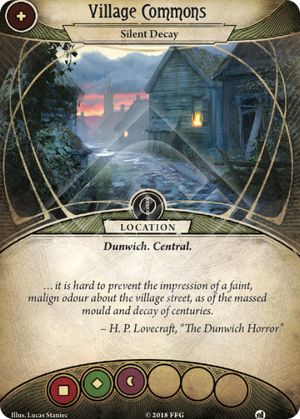 Village Commons
Silent Decay
LOCATION
Dunwich. Central.
… it is hard to prevent the impression of a faint,
malign odour about the village street, as of the massed
mould and decay of centuries.
– H. P. Lovecraft, “The Dunwich Horror”
Illus. Lucas Staniec
© 2018 FFG